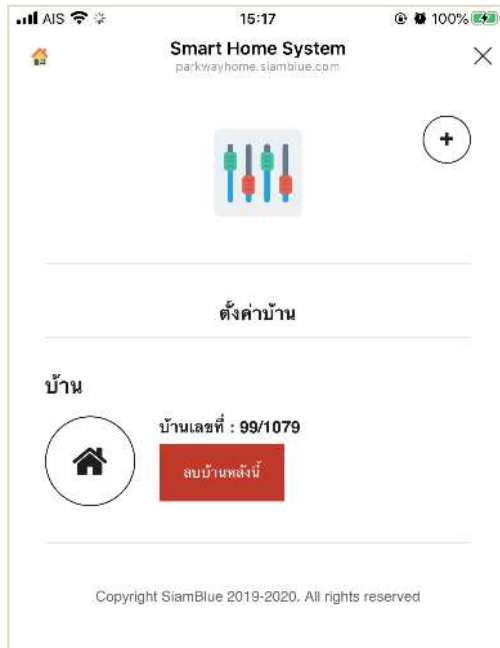 AIS 15:17 100%
Smart Home System
parkwayhome.siamblue.com
+
ตั้งค่าบ้าน
บ้าน
บ้านเลขที่ : 99/1079
ลบบ้านหลังนี้
Copyright SiamBlue 2019-2020. All rights reserved